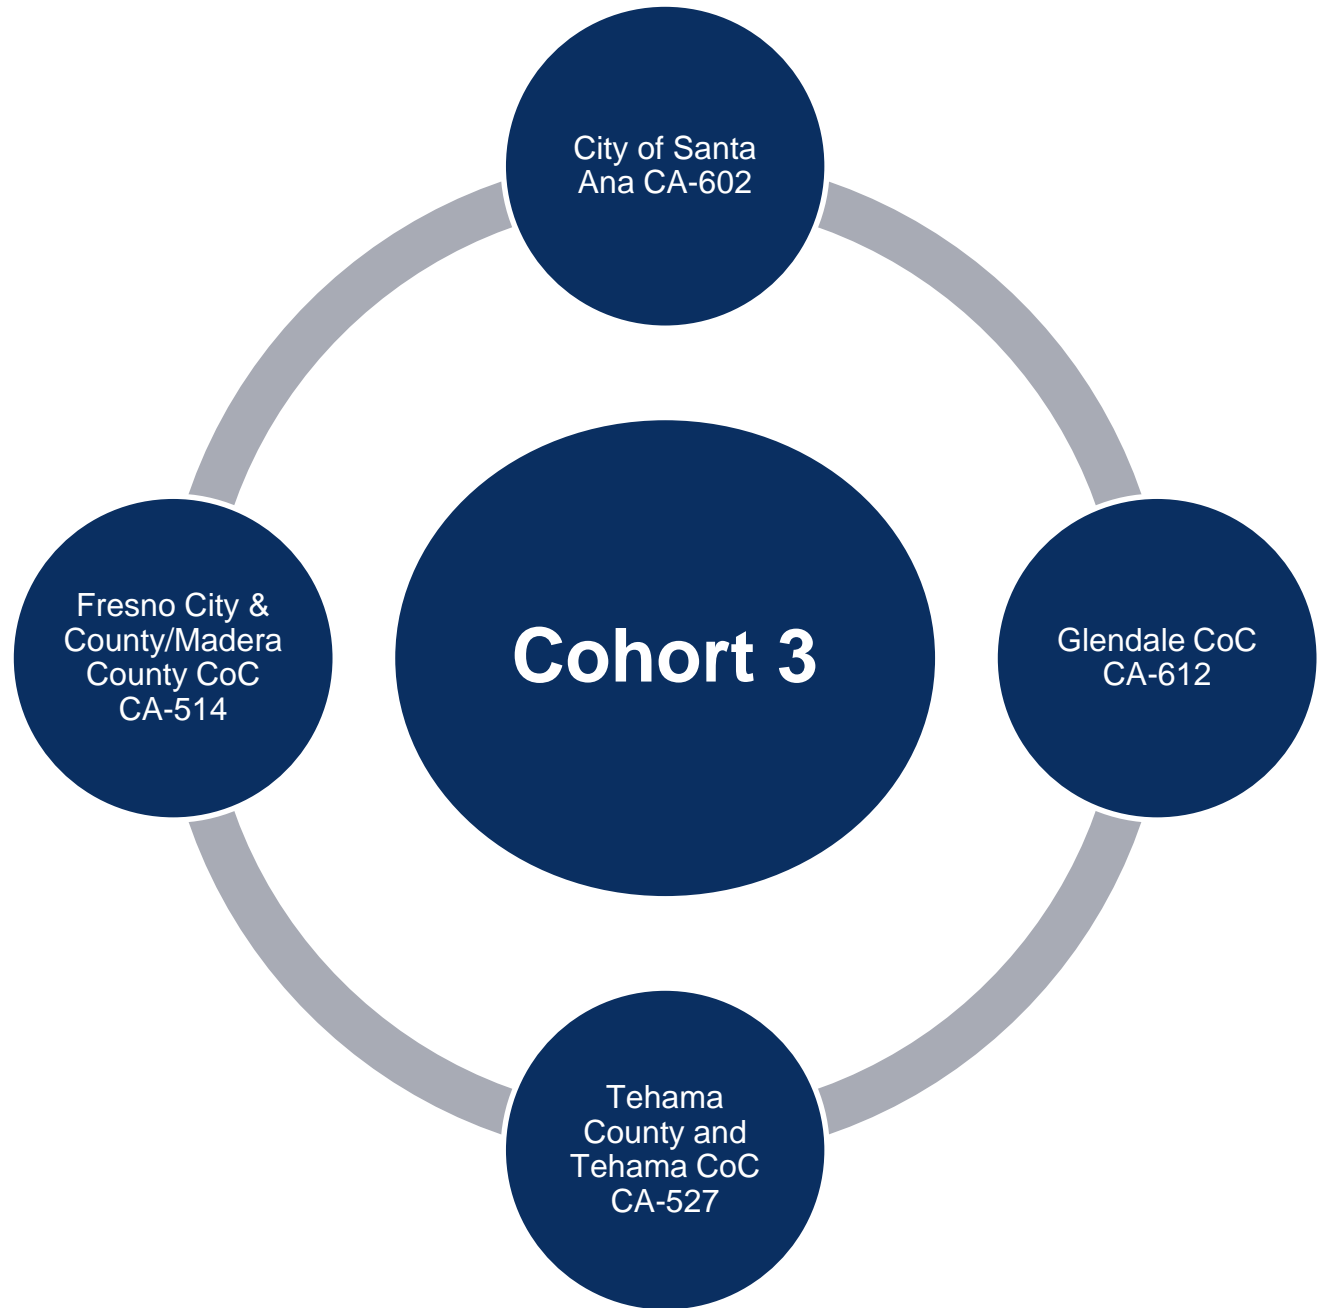 City of Santa
Ana CA-602
Fresno City &
County/Madera
County CoC
CA-514
Cohort 3
Glendale CoC
CA-612
Tehama
County and
Tehama CoC
CA-527